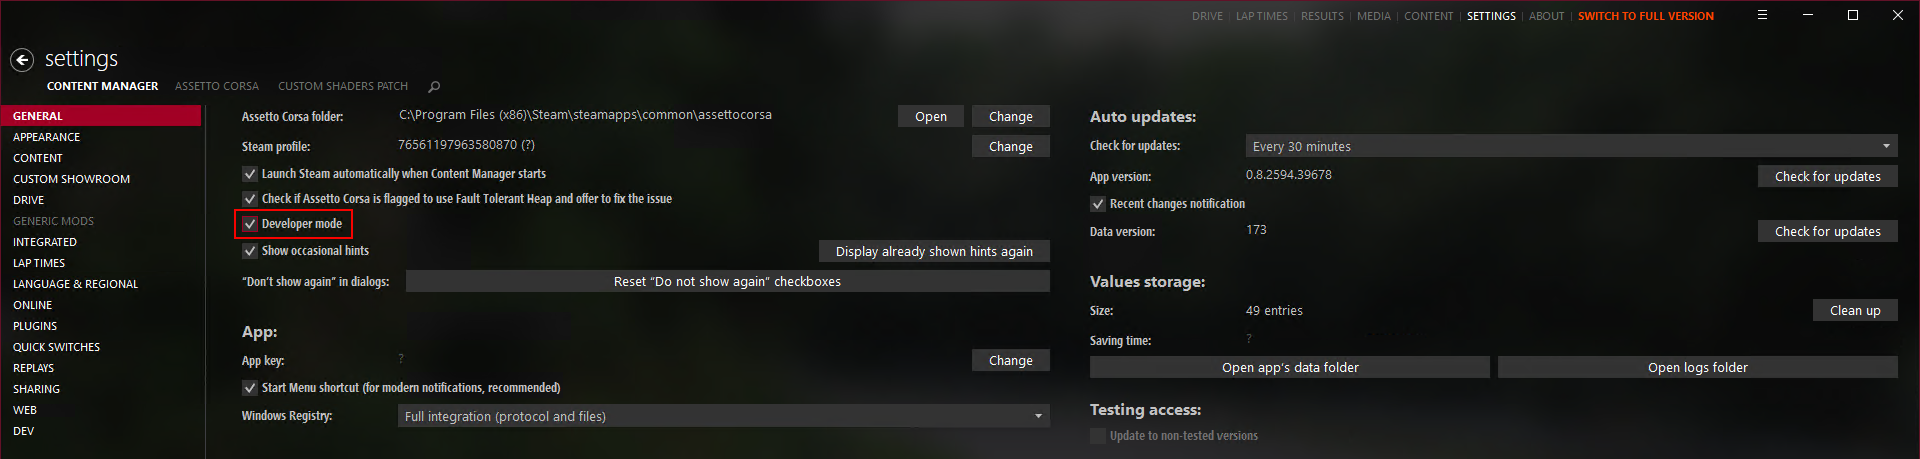 DRIVE | LAP TIMES | RESULTS | MEDIA | CONTENT | SETTINGS | ABOUT | SWITCH TO FULL VERSION
settings
CONTENT MANAGER ASSETTO CORSA CUSTOM SHADERS PATCH
GENERAL
APPEARANCE
CONTENT
CUSTOM SHOWROOM
DRIVE
GENERIC MODS
INTEGRATED
LAP TIMES
LANGUAGE & REGIONAL
ONLINE
PLUGINS
QUICK SWITCHES
REPLAYS
SHARING
WEB
DEV
Assetto Corsa folder: C:\Program Files (x86)\Steam\steamapps\common\assettocorsa Open Change
Steam profile: 76561197963580870 (?) Change
Launch Steam automatically when Content Manager starts
Check if Assetto Corsa is flagged to use Fault Tolerant Heap and offer to fix the issue
Developer mode
Show occasional hints Display already shown hints again
“Don’t show again” in dialogs: Reset “Do not show again” checkboxes
App:
App key: ? Change
Start Menu shortcut (for modern notifications, recommended)
Windows Registry: Full integration (protocol and files)
Auto updates:
Check for updates: Every 30 minutes
App version: 0.8.2594.39678 Check for updates
Recent changes notification
Data version: 173 Check for updates
Values storage:
Size: 49 entries Clean up
Saving time: ?
Open app’s data folder Open logs folder
Testing access:
Update to non-tested versions